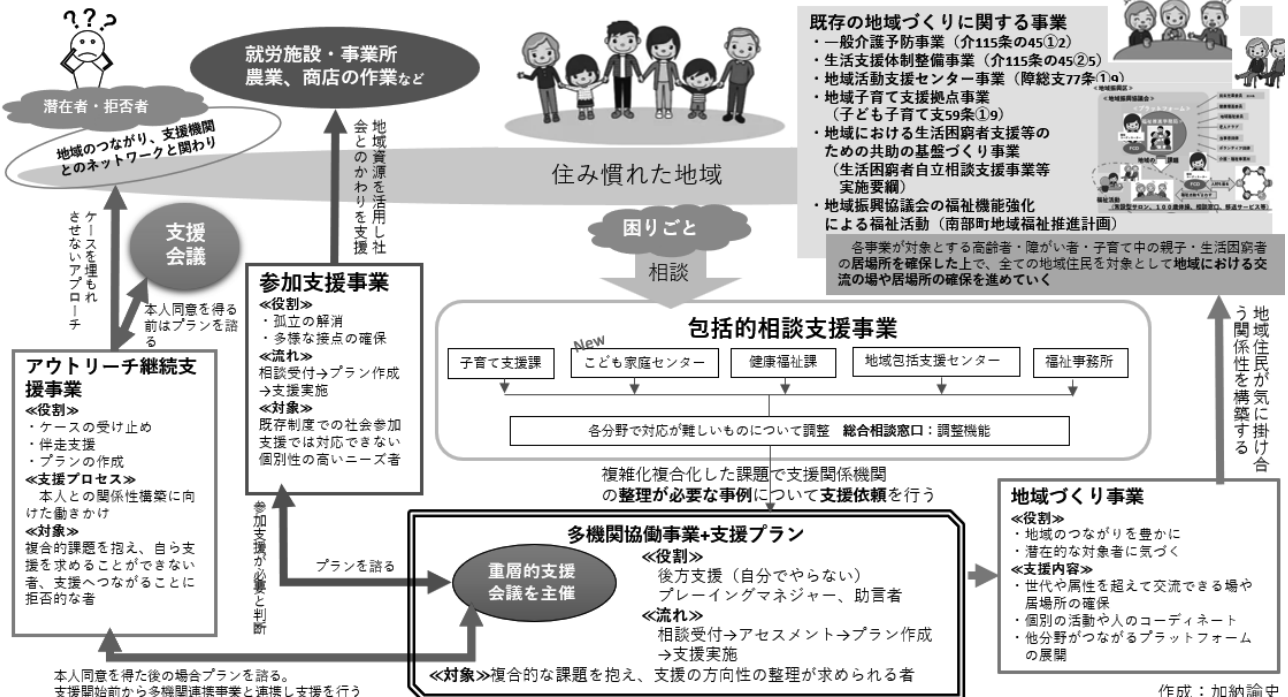 ???
潜在者・拒否者
地域のつながり、支援機関
とのネットワークと関わり
就労施設・事業所
農業、商店の作業など
住み慣れた地域
困りごと
相談
既存の地域づくりに関する事業
・一般介護予防事業（介115条の45①2）
・生活支援体制整備事業（介115条の45②5）
・地域活動支援センター事業（障総支77条①9）
・地域子育て支援拠点事業
（子ども子育て支59条①9）
・地域における生活困窮者支援等の
ための共助の基盤づくり事業
（生活困窮者自立相談支援事業等
実施要綱）
・地域振興協議会の福祉機能強化
による福祉活動（南部町地域福祉推進計画）
<地域振興区>
<地域振興協議会>
<プラットフォーム>
地域の
課題
福祉活動
各事業が対象とする高齢者・障がい者・子育て中の親子・生活困窮者
の居場所を確保した上で、全ての地域住民を対象として地域における交
流の場や居場所の確保を進めていく
ケースを埋もれ
させないアプローチ
支援
会議
本人同意を得る
前はプランを諮
る
地域資源を活用し社
会とのかかわりを支援
アウトリーチ継続支
援事業
≪役割≫
・ケースの受け止め
・伴走支援
・プランの作成
≪支援プロセス≫
本人との関係性構築に向
けた働きかけ
≪対象≫
複合的課題を抱え、自ら支
援を求めることができない
者、支援へつながることに
拒否的な者
参加支援事業
≪役割≫
・孤立の解消
・多様な接点の確保
≪流れ≫
相談受付→プラン作成
→支援実施
≪対象≫
既存制度での社会参加
支援では対応できない
個別性の高いニーズ者
包括的相談支援事業
New
子育て支援課
こども家庭センター
健康福祉課
地域包括支援センター
福祉事務所
各分野で対応が難しいものについて調整 総合相談窓口：調整機能
複雑化複合化した課題で支援関係機関
の整理が必要な事例について支援依頼を行う
参加支援が必要と判断
プランを諮る
多機関協働事業+支援プラン
重層的支援
会議を主催
≪役割≫
後方支援（自分でやらない）
プレーイングマネジャー、助言者
≪流れ≫
相談受付→アセスメント→プラン作成
→支援実施
≪対象≫複合的な課題を抱え、支援の方向性の整理が求められる者
地域住民が気に掛け合
う関係性を構築する
地域づくり事業
≪役割≫
・地域のつながりを豊かに
・潜在的な対象者に気づく
≪支援内容≫
・世代や属性を超えて交流できる場や
居場所の確保
・個別の活動や人のコーディネート
・他分野がつながるプラットフォーム
の展開
本人同意を得た後の場合プランを諮る。
支援開始前から多機関連携事業と連携し支援を行う
作成：加納諭史